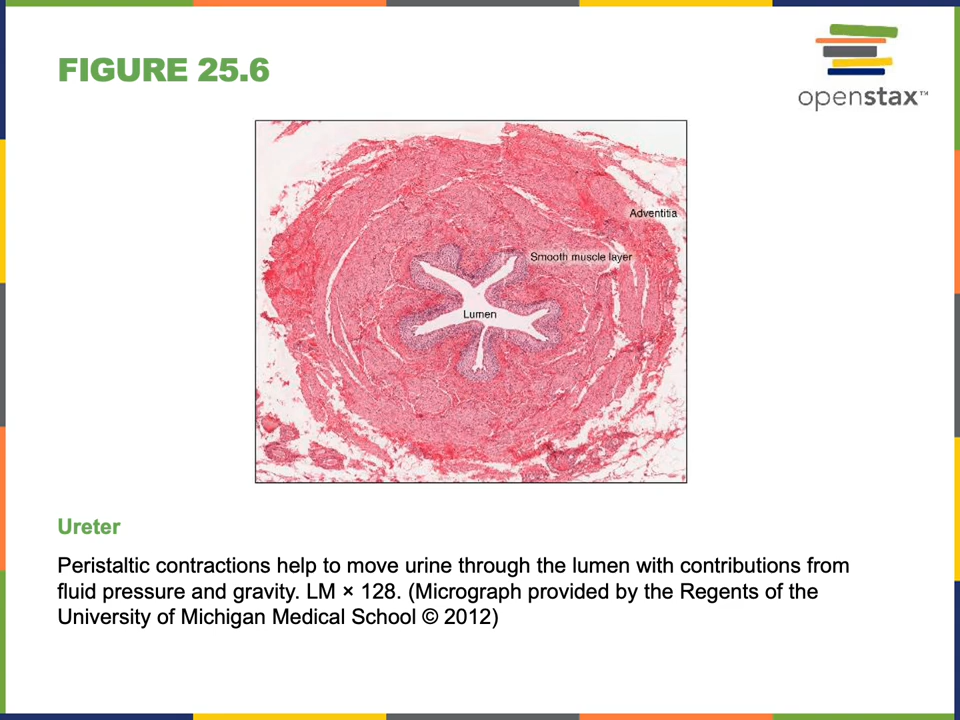 FIGURE 25.6
openstax™
Adventitia
Smooth muscle layer
Lumen
Ureter
Peristaltic contractions help to move urine through the lumen with contributions from
fluid pressure and gravity. LM × 128. (Micrograph provided by the Regents of the
University of Michigan Medical School © 2012)